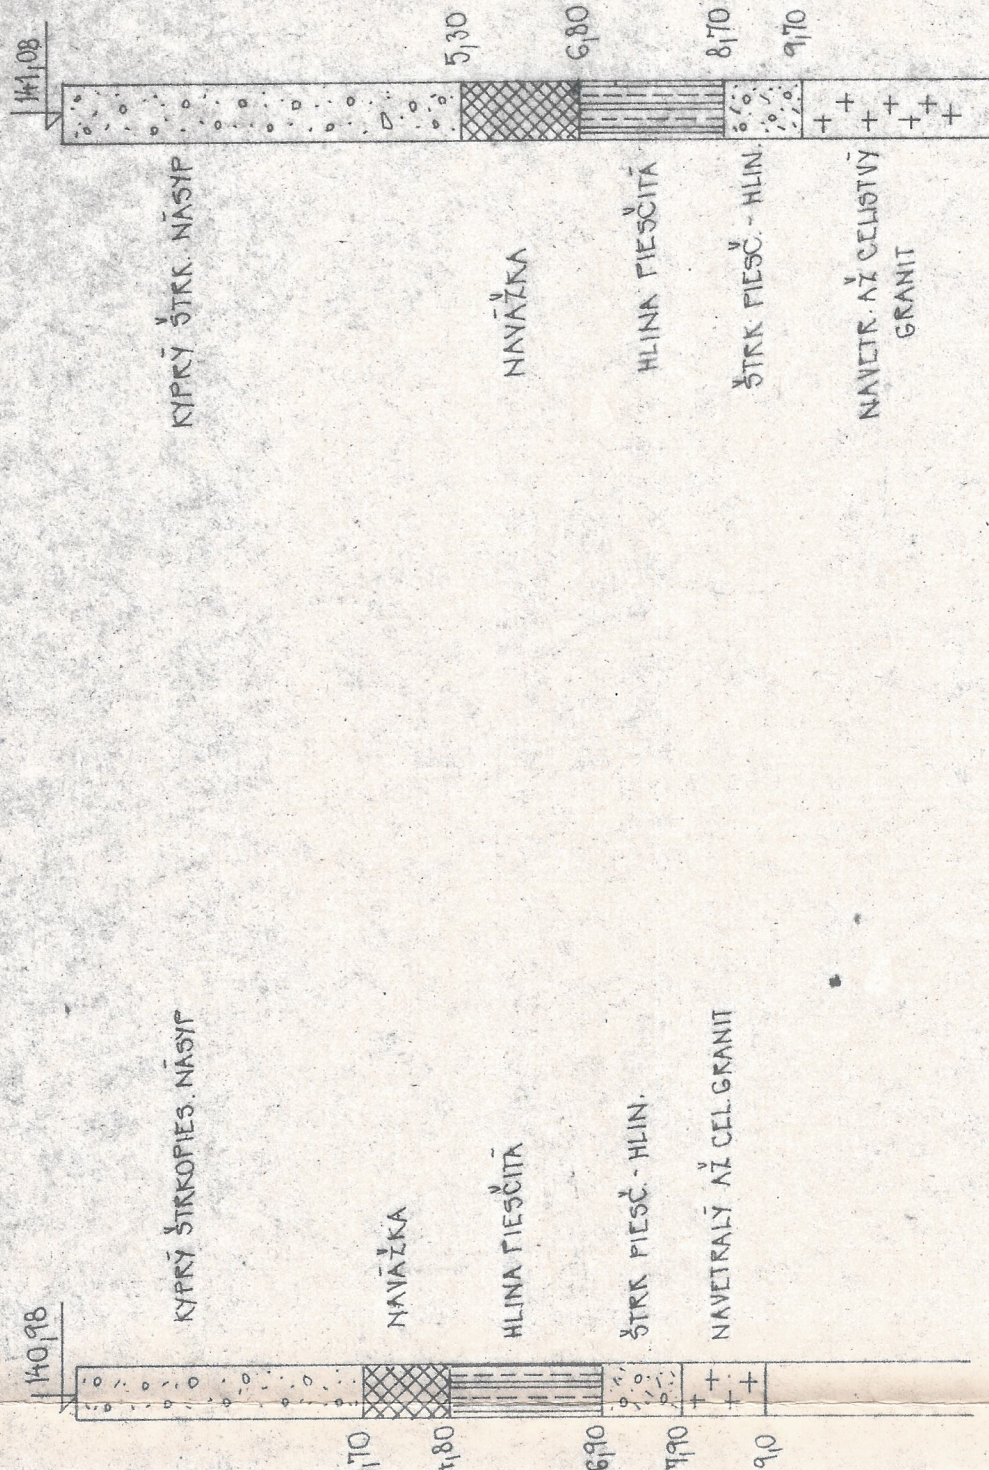 141,08
5,30
6,80
8,70
9,70
KYPRÝ ŠTRK. NÁSYP
NAVÁŽKA
HLINA PIESČITÁ
ŠTRK PIESČ.- HLIN.
NAVETR. AŽ CELISTVÝ
GRANIT
140,98
KYPRÝ ŠTRKOPIES. NÁSYP
NAVÁŽKA
HLINA PIESČITÁ
ŠTRK PIESČ.- HLIN.
NAVETRALÝ AŽ CEL. GRANIT
,70
,80
6,90
7,90
9,0